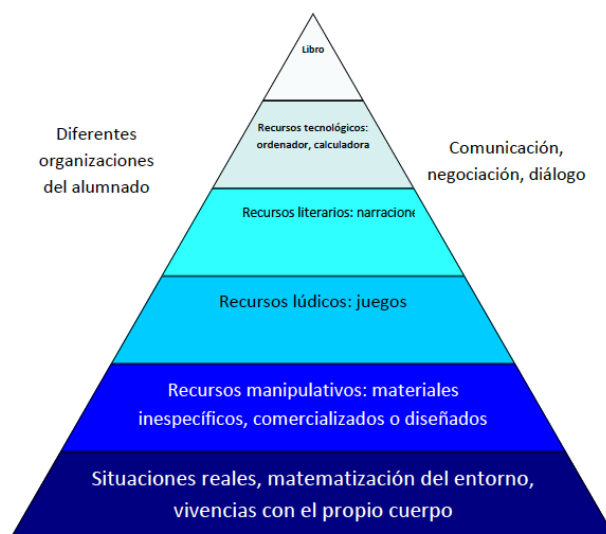 Libro
Recursos tecnológicos:
ordenador, calculadora
Diferentes
organizaciones
del alumnado
Comunicación,
negociación, diálogo
Recursos literarios: narracione
Recursos lúdicos: juegos
Recursos manipulativos: materiales
inespecíficos, comercializados o diseñados
Situaciones reales, matematización del entorno,
vivencias con el propio cuerpo